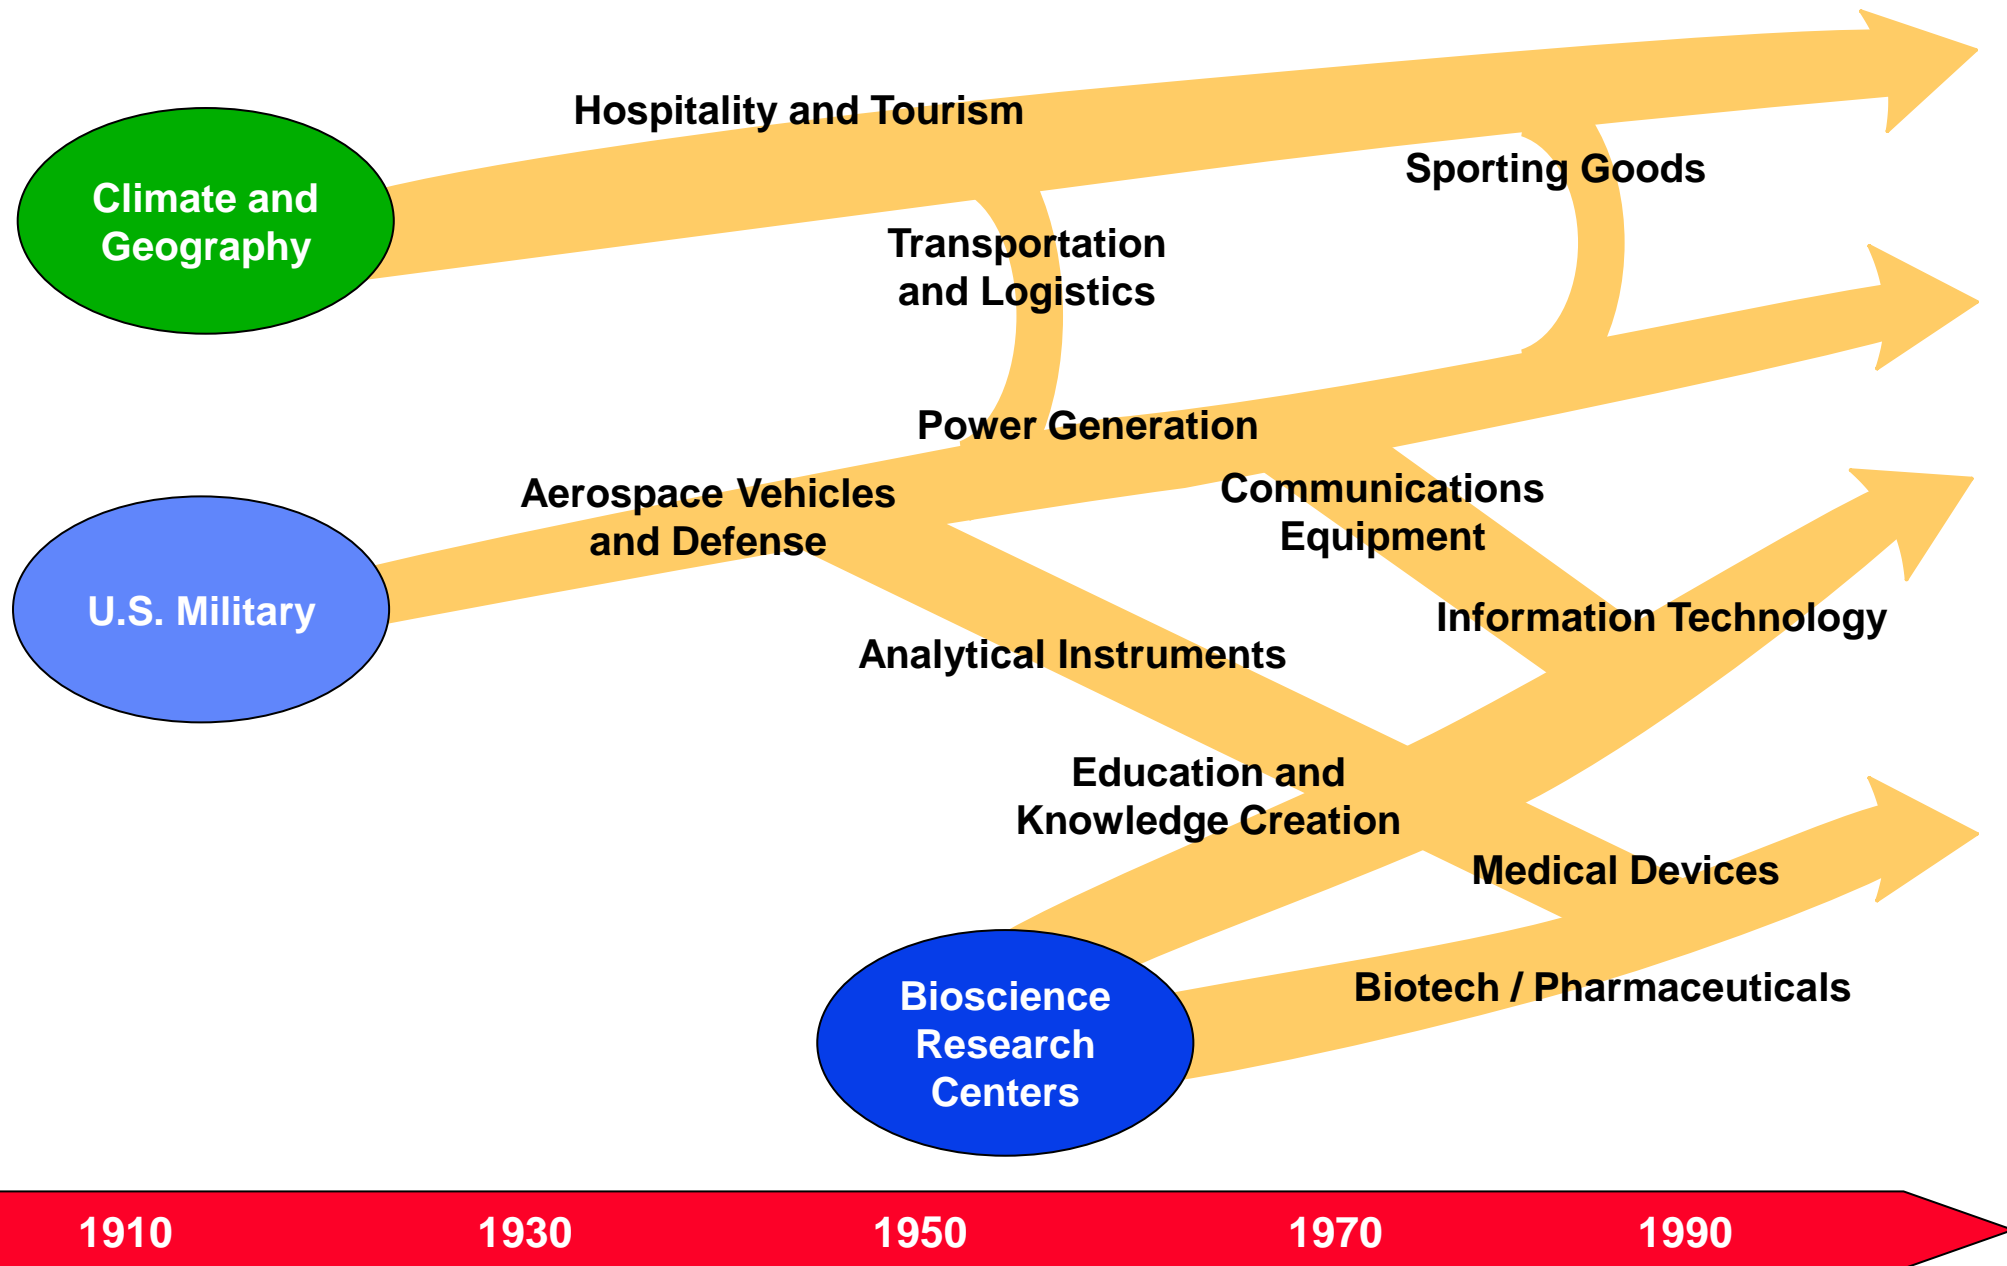 Hospitality and Tourism
Sporting Goods
Climate and
Geography
Transportation
and Logistics
Power Generation
Aerospace Vehicles
and Defense
Communications
Equipment
U.S. Military
Information Technology
Analytical Instruments
Education and
Knowledge Creation
Medical Devices
Biotech / Pharmaceuticals
Bioscience
Research
Centers
1910 1930 1950 1970 1990